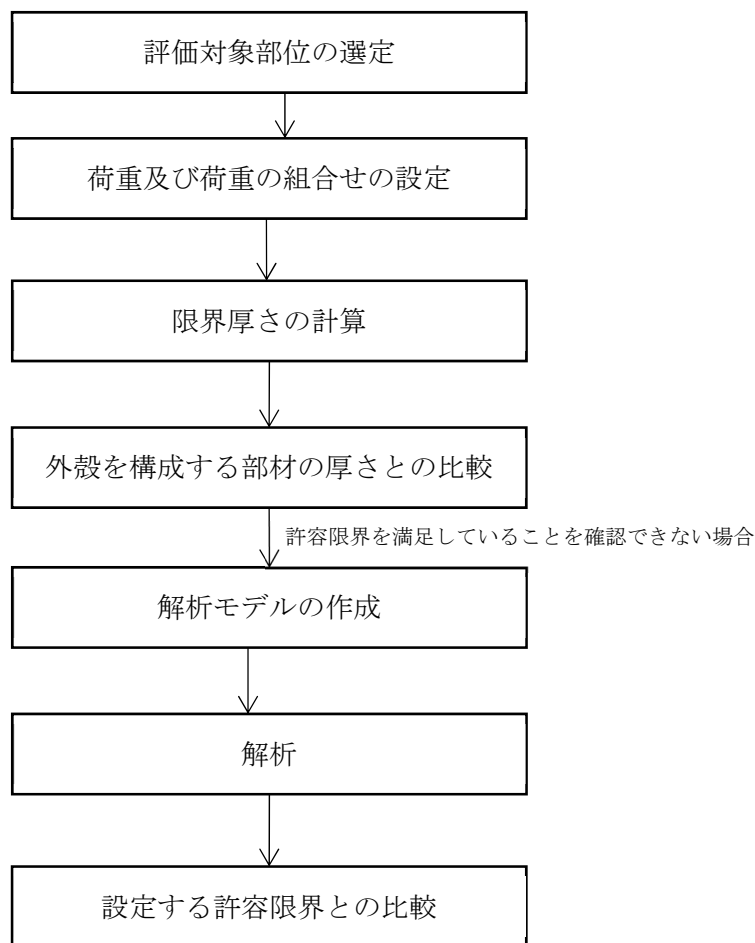 評価対象部位の選定
荷重及び荷重の組合せの設定
限界厚さの計算
外殻を構成する部材の厚さとの比較
許容限界を満足していることを確認できない場合
解析モデルの作成
解析
設定する許容限界との比較